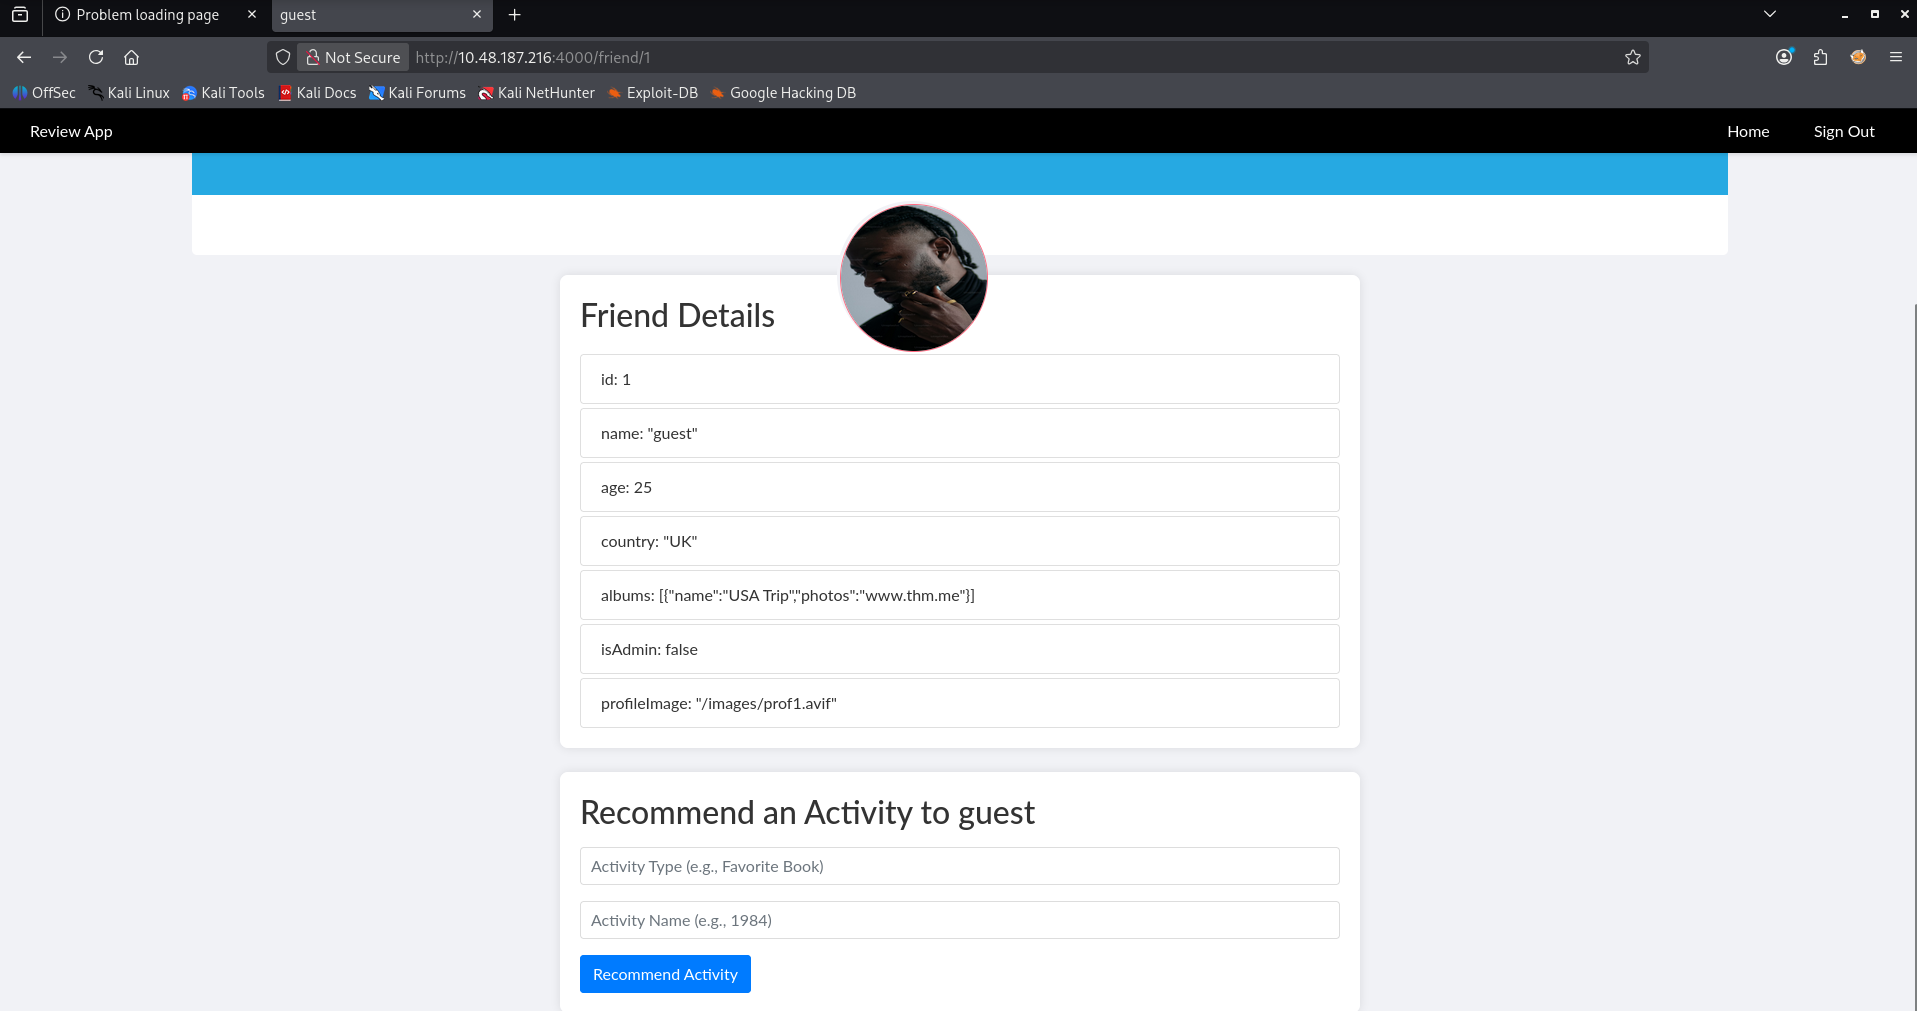 Problem loading page
guest
Not Secure http://10.48.187.216:4000/friend/1
OffSec Kali Linux Kali Tools Kali Docs Kali Forums Kali NetHunter Exploit-DB Google Hacking DB
Review App Home Sign Out
Friend Details
id: 1
name: "guest"
age: 25
country: "UK"
albums: [{"name":"USA Trip","photos":"www.thm.me"}]
isAdmin: false
profileImage: "/images/prof1.avif"
Recommend an Activity to guest
Activity Type (e.g., Favorite Book)
Activity Name (e.g., 1984)
Recommend Activity